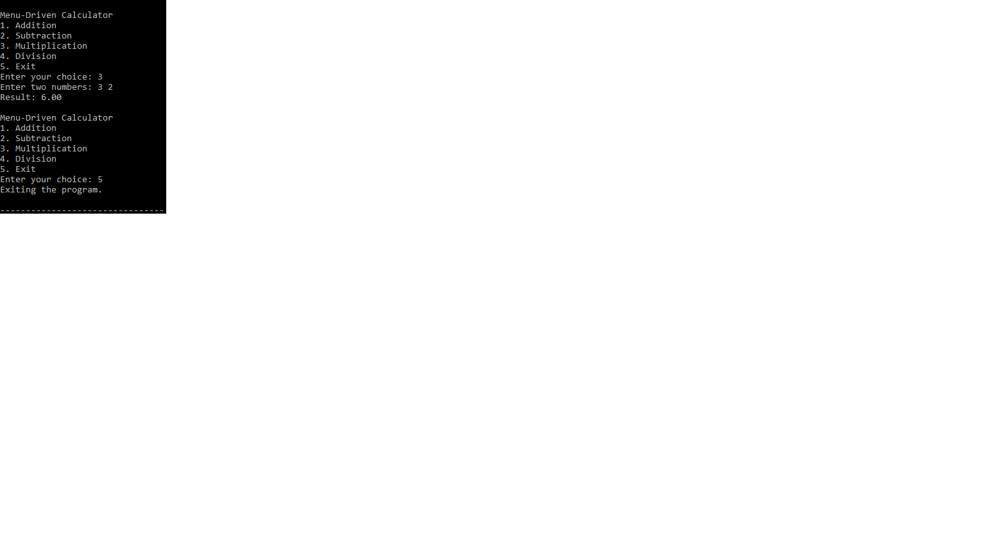 Menu-Driven Calculator
1. Addition
2. Subtraction
3. Multiplication
4. Division
5. Exit
Enter your choice: 3
Enter two numbers: 3 2
Result: 6.00
Menu-Driven Calculator
1. Addition
2. Subtraction
3. Multiplication
4. Division
5. Exit
Enter your choice: 5
Exiting the program.
--------------------------------